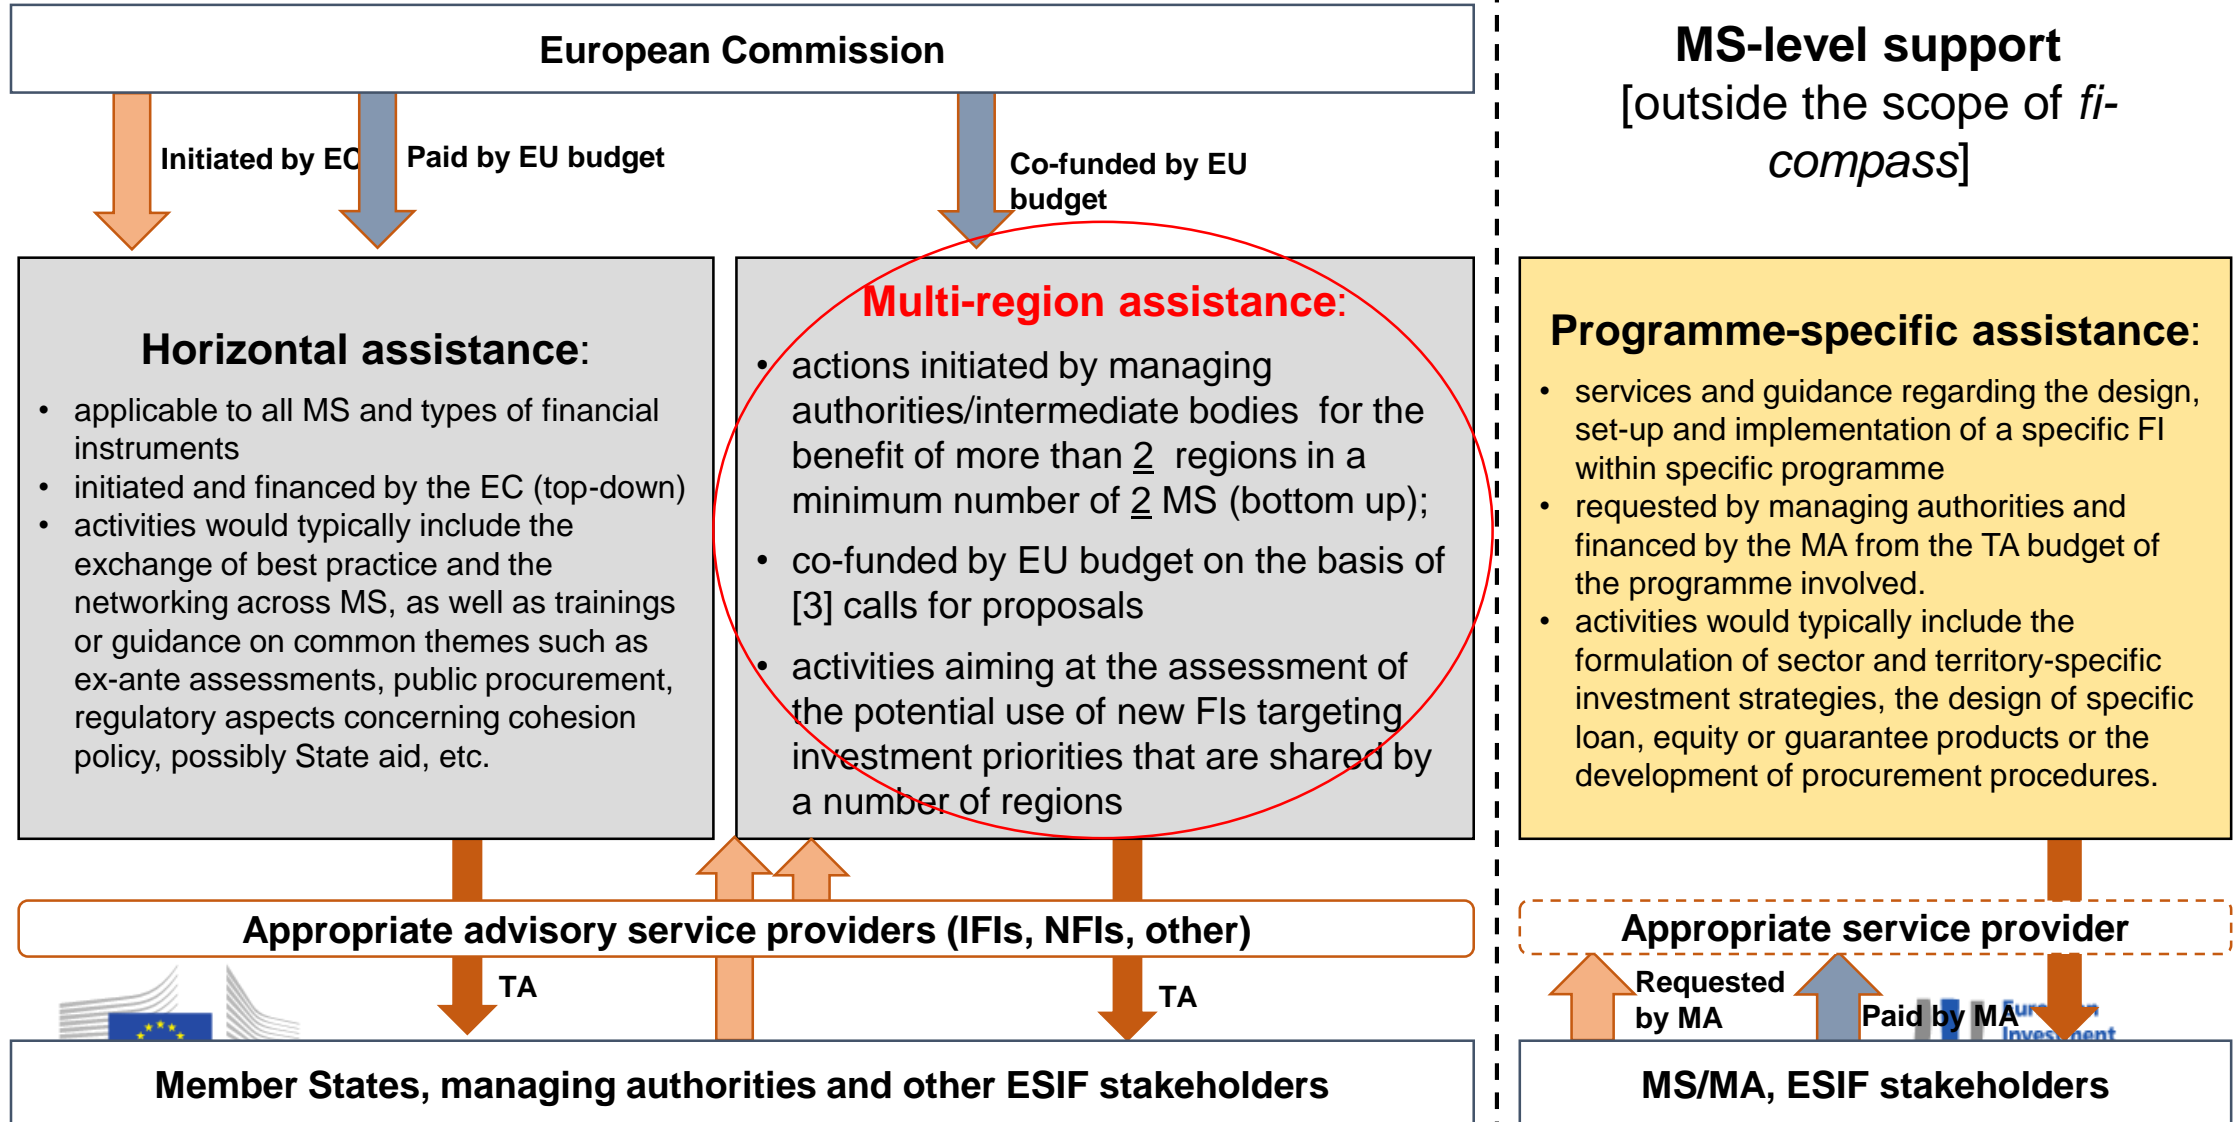 European Commission
MS-level support
[outside the scope of fi-
compass]
Initiated by EC
Paid by EU budget
Co-funded by EU
budget
Horizontal assistance:
• applicable to all MS and types of financial
instruments
• initiated and financed by the EC (top-down)
• activities would typically include the
exchange of best practice and the
networking across MS, as well as trainings
or guidance on common themes such as
ex-ante assessments, public procurement,
regulatory aspects concerning cohesion
policy, possibly State aid, etc.
Multi-region assistance:
• actions initiated by managing
authorities/intermediate bodies for the
benefit of more than 2 regions in a
minimum number of 2 MS (bottom up);
• co-funded by EU budget on the basis of
[3] calls for proposals
• activities aiming at the assessment of
the potential use of new FIs targeting
investment priorities that are shared by
a number of regions
Programme-specific assistance:
• services and guidance regarding the design,
set-up and implementation of a specific FI
within specific programme
• requested by managing authorities and
financed by the MA from the TA budget of
the programme involved.
• activities would typically include the
formulation of sector and territory-specific
investment strategies, the design of specific
loan, equity or guarantee products or the
development of procurement procedures.
Appropriate advisory service providers (IFIs, NFIs, other)
Appropriate service provider
TA
TA
Requested
by MA
Paid by MA
European
Investment
Member States, managing authorities and other ESIF stakeholders
MS/MA, ESIF stakeholders